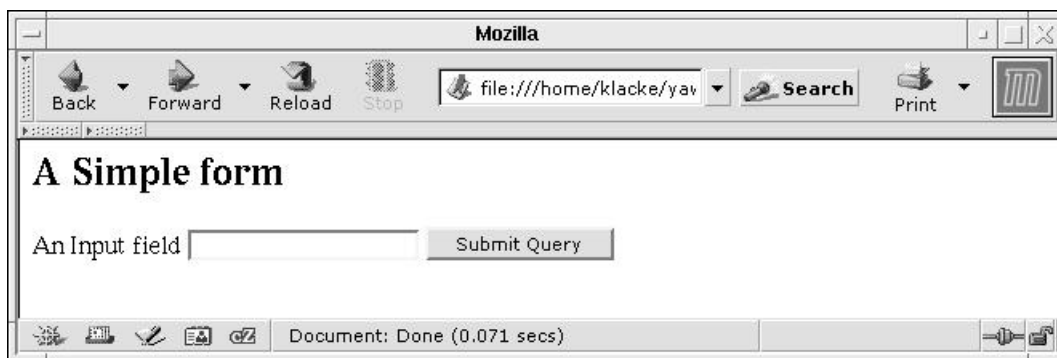 Mozilla
Back Forward Reload Stop file:///home/klacke/yaw Search Print
A Simple form
An Input field Submit Query
Document: Done (0.071 secs)